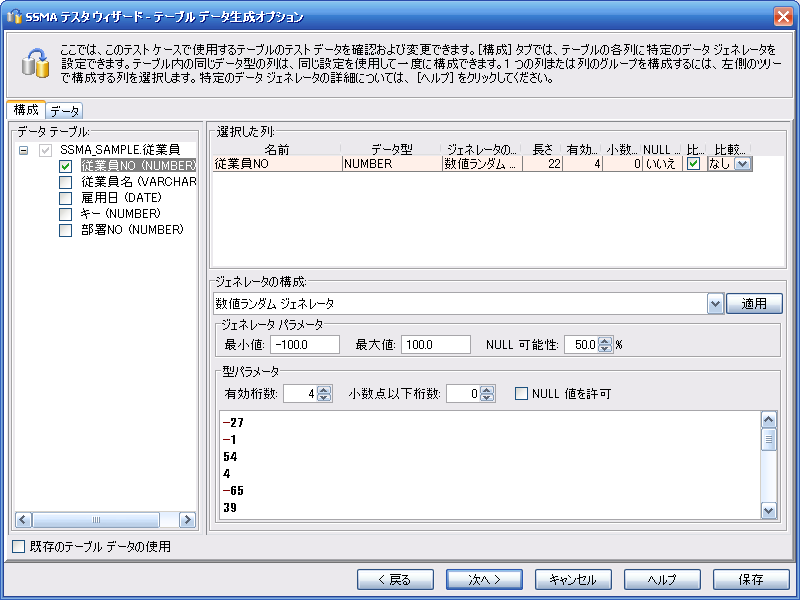 SSMA テスタ ウィザード - テーブル データ生成オプション
ここでは、このテスト ケースで使用するテーブルのテスト データを確認および変更できます。[構成] タブでは、テーブルの各列に特定のデータ ジェネレータを
設定できます。テーブル内の同じデータ型の列は、同じ設定を使用して一度に構成できます。1 つの列または列のグループを構成するには、左側のツリー
で構成する列を選択します。特定のデータ ジェネレータの詳細については、[ヘルプ] をクリックしてください。
構成 データ
データ テーブル:
SSMA_SAMPLE.従業員
従業員NO (NUMBER)
従業員名 (VARCHAR
雇用日 (DATE)
キー (NUMBER)
部署NO (NUMBER)
選択した列:
名前 データ型 ジェネレータの... 長さ 有効... 小数... NULL ... 比... 比較...
従業員NO NUMBER 数値ランダム ... 22 4 0 いいえ なし
ジェネレータの構成:
数値ランダム ジェネレータ 適用
ジェネレータ パラメータ
最小値: -100.0 最大値: 100.0 NULL 可能性: 50.0 %
型パラメータ
有効桁数: 4 小数点以下桁数: 0 NULL 値を許可
-27
-1
54
4
-65
39
既存のテーブル データの使用
< 戻る 次へ > キャンセル ヘルプ 保存